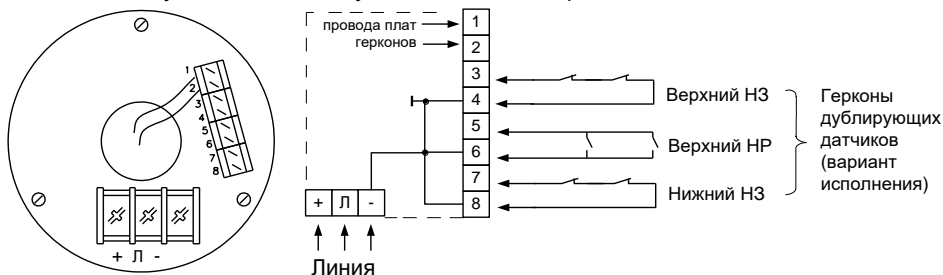 1
2
3
4
5
6
7
8
+ Л -
провода плат
герконов
1
2
3
4
5
6
7
8
+ Л -
Линия
Верхний НЗ
Верхний НР
Нижний НЗ
Герконы
дублирующих
датчиков
(вариант
исполнения)